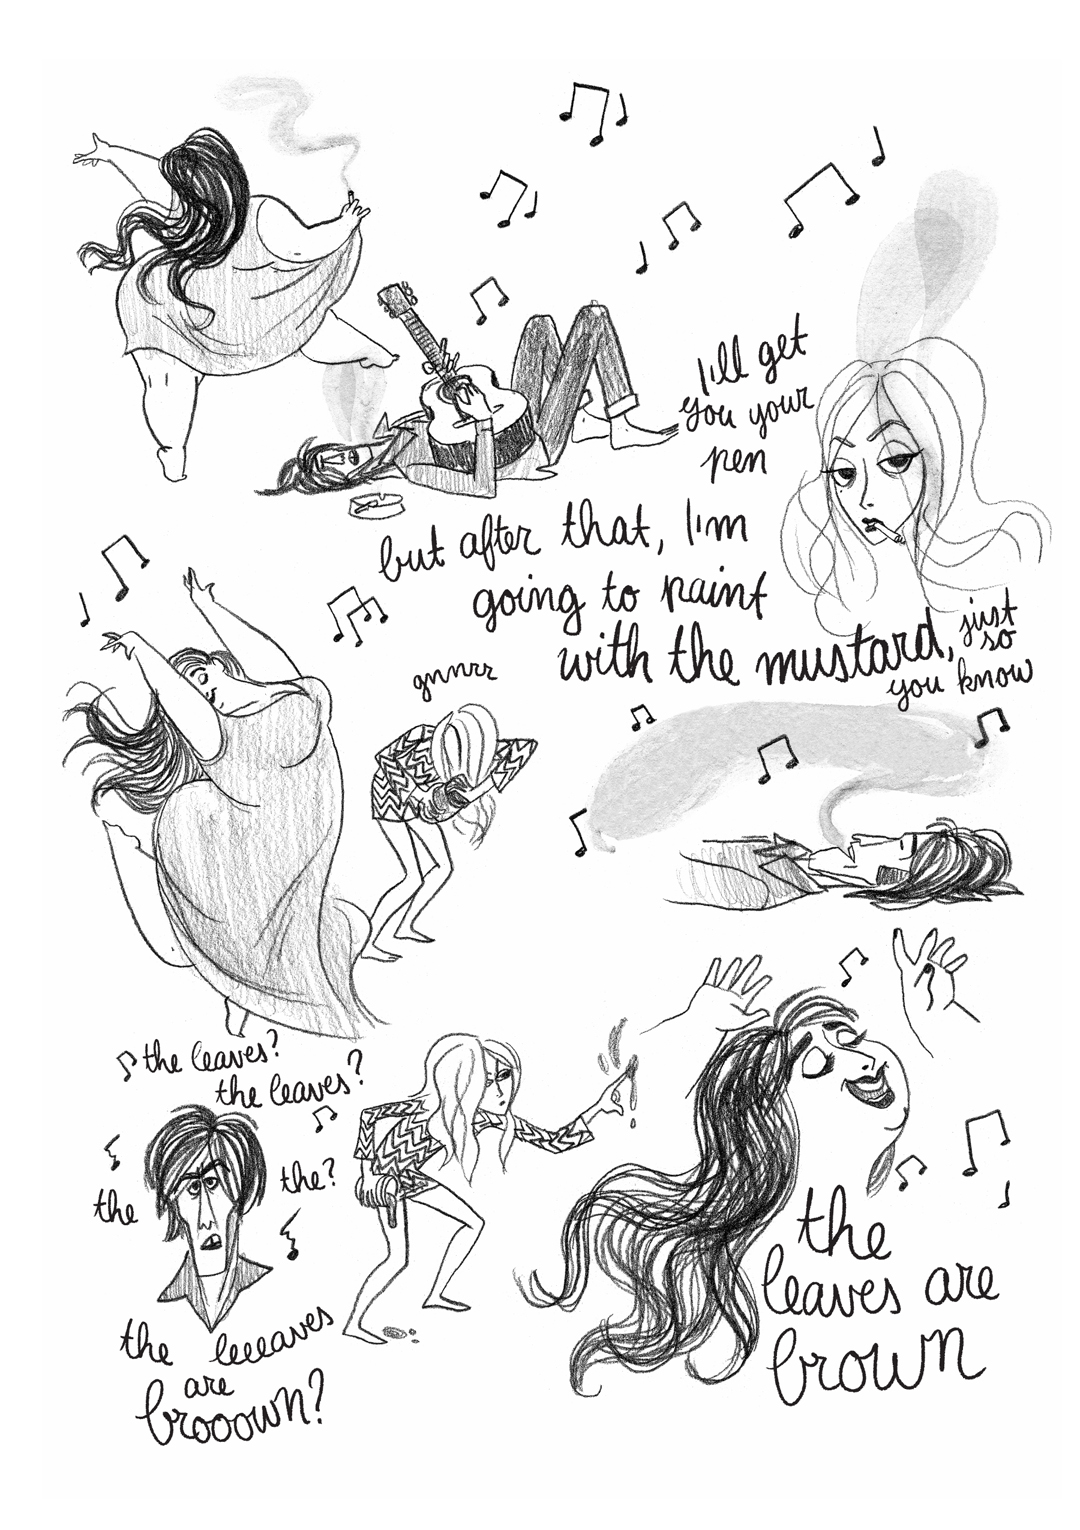 I'll get
you your
pen
but after that, I'm
going to paint
with the mustard,
just
so
you know
gnnrrr
the leaves?
the leaves?
the
the?
the leeeaves
are
brooown?
the
leaves are
brown